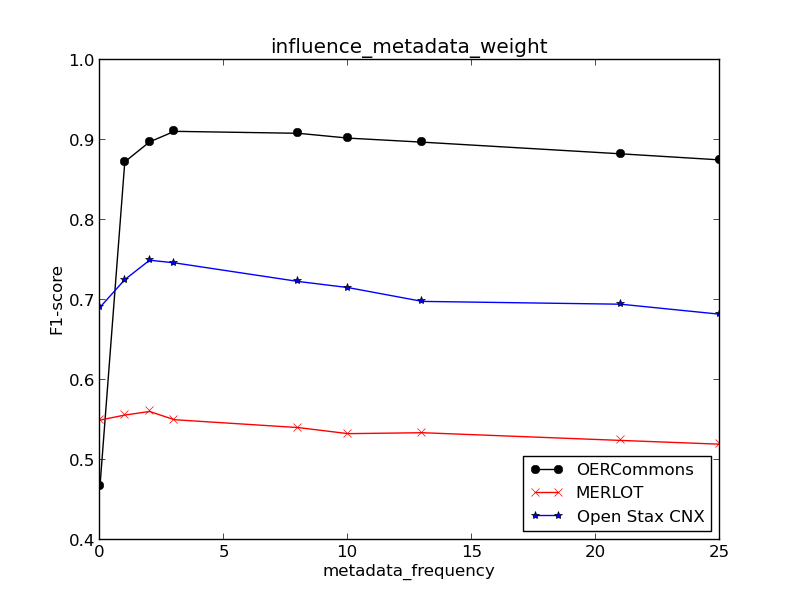 influence_metadata_weight
1.0
0.9
0.8
0.7
0.6
0.5
0.4
F1-score
0 5 10 15 20 25
metadata_frequency
OERCommons
MERLOT
Open Stax CNX